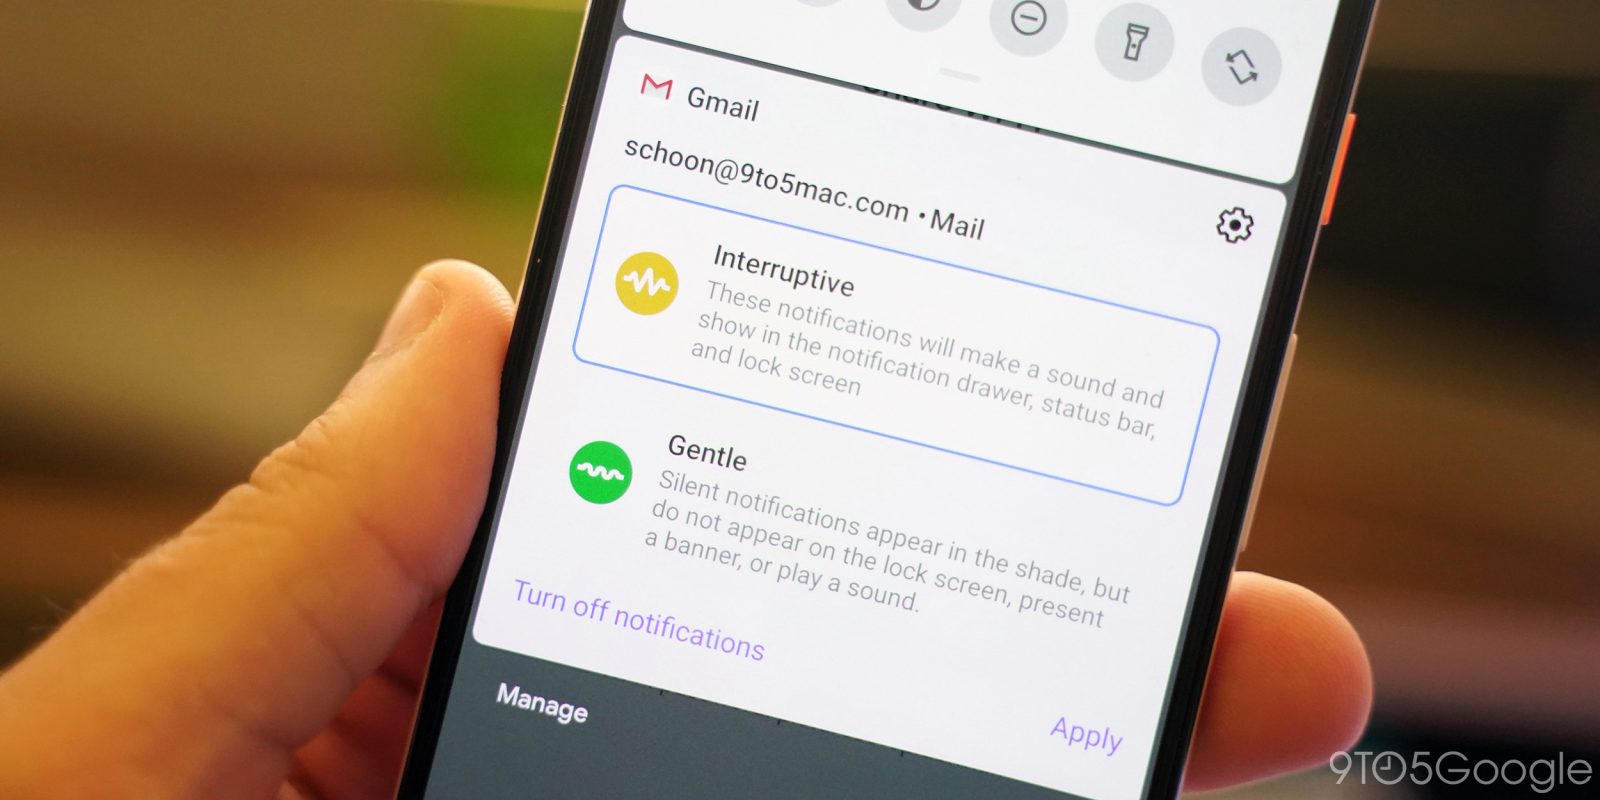 Gmail
schoon@9to5mac.com • Mail
Interruptive
These notifications will make a sound and
show in the notification drawer, status bar,
and lock screen
Gentle
Silent notifications appear in the shade, but
do not appear on the lock screen, present
a banner, or play a sound.
Turn off notifications
Apply
Manage
9TO5Google